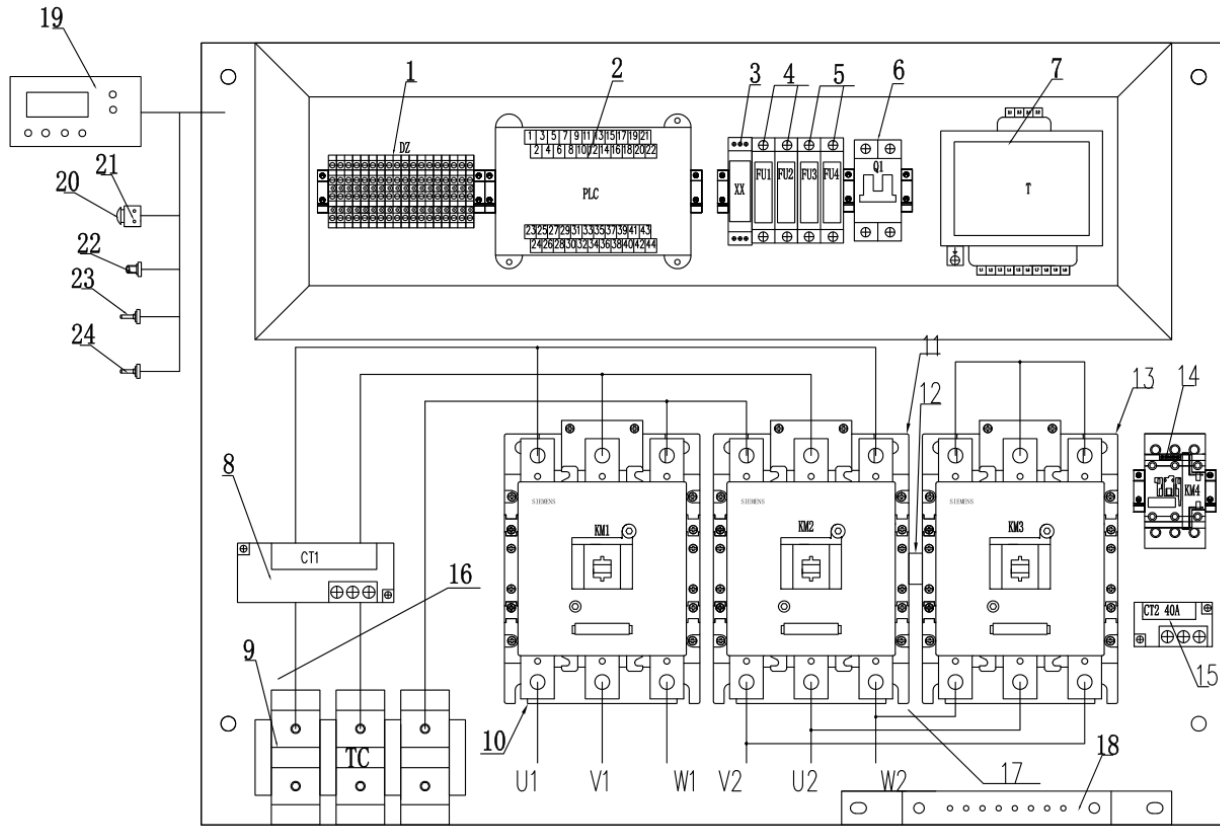 19
1
2
3
4
5
6
7
DZ
1 3 5 7 9 11 13 15 17 19 21
2 4 6 8 10 12 14 16 18 20 22
PLC
23 25 27 29 31 33 35 37 39 41 43
24 26 28 30 32 34 36 38 40 42 44
XX
FU1
FU2
FU3
FU4
Q1
T
20
21
22
23
24
11
12
13
14
8
CT1
16
9
TC
SIEMENS
KM1
SIEMENS
KM2
SIEMENS
KM3
KM4
CT2 40A
15
10
U1
V1
W1
V2
U2
W2
17
18